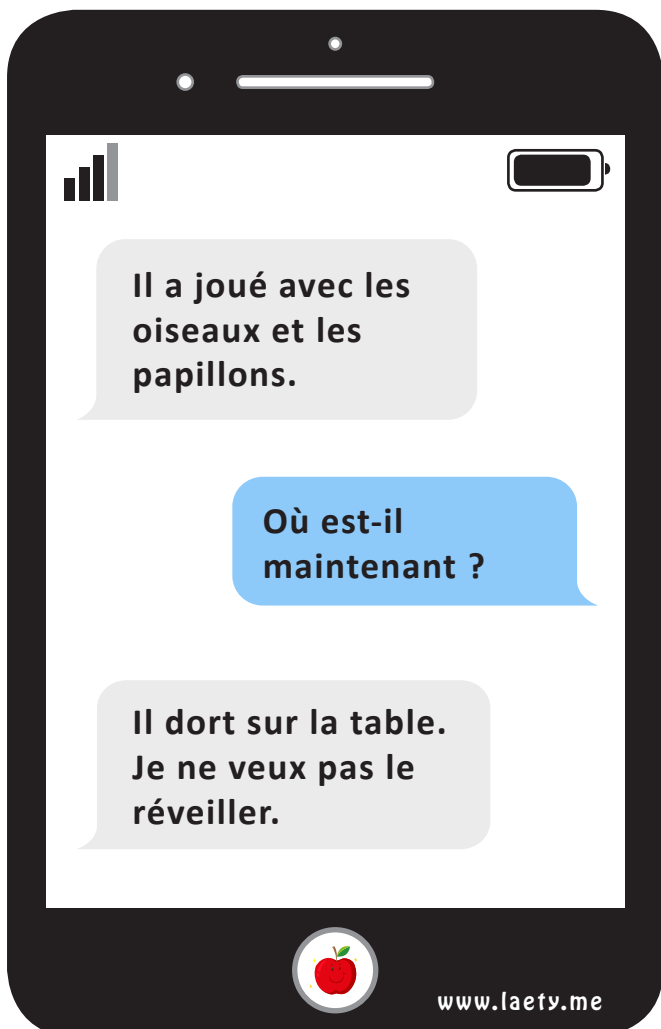 Il a joué avec les
oiseaux et les
papillons.
Où est-il
maintenant ?
Il dort sur la table.
Je ne veux pas le
réveiller.
www.laety.me